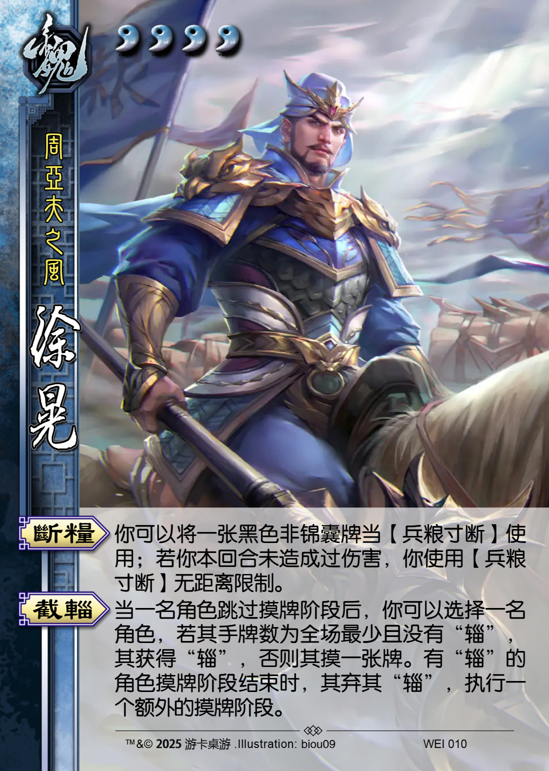 魏
周亞夫之風
徐晃
斷糧
你可以将一张黑色非锦囊牌当【兵粮寸断】使
用；若你本回合未造成过伤害，你使用【兵粮
寸断】无距离限制。
截輜
当一名角色跳过摸牌阶段后，你可以选择一名
角色，若其手牌数为全场最少且没有“辎”，
其获得“辎”，否则其摸一张牌。有“辎”的
角色摸牌阶段结束时，其弃其“辎”，执行一
个额外的摸牌阶段。
™&© 2025 游卡桌游 .Illustration: biou09
WEI 010